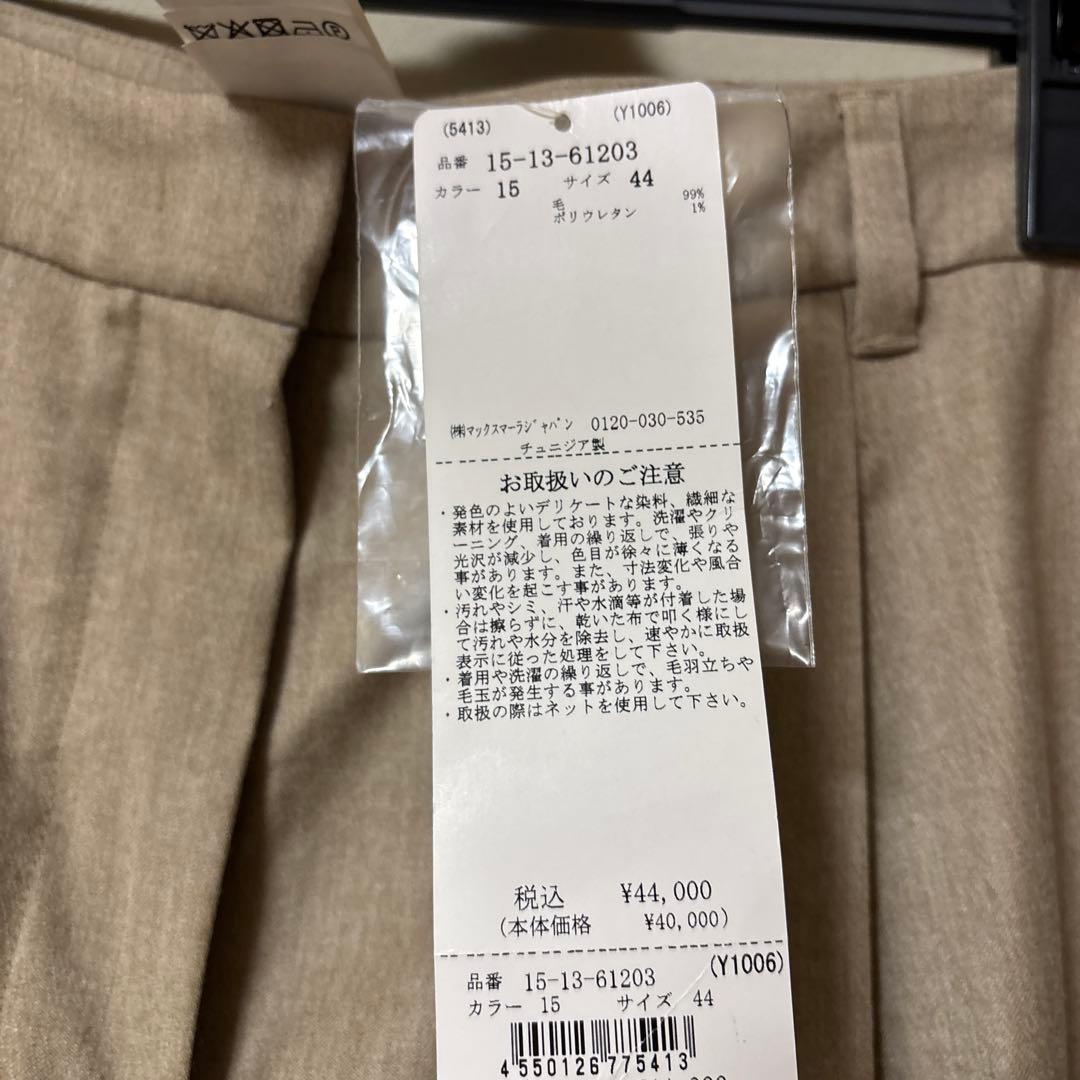 (5413)
(Y1006)
品番 15-13-61203
カラー 15 サイズ 44
毛 99%
ポリウレタン 1%
㈱マックスマーラジャパン 0120-030-535
チュニジア製
お取扱いのご注意
・発色のよいデリケートな染料、繊細な
素材を使用しております。洗濯やクリ
ーニング、着用の繰り返しで、張りや
光沢が減少し、色目が徐々に薄くなる
事があります。また、寸法変化や風合
い変化を起こす事があります。
・汚れやシミ、汗や水滴等が付着した場
合は擦らずに、乾いた布で叩く様にし
て汚れや水分を除去し、速やかに取扱
表示に従った処理をして下さい。
・着用や洗濯の繰り返しで、毛羽立ちや
毛玉が発生する事があります。
・取扱の際はネットを使用して下さい。
税込 ¥44,000
(本体価格 ¥40,000)
(Y1006)
品番 15-13-61203
カラー 15 サイズ 44
4550126775413